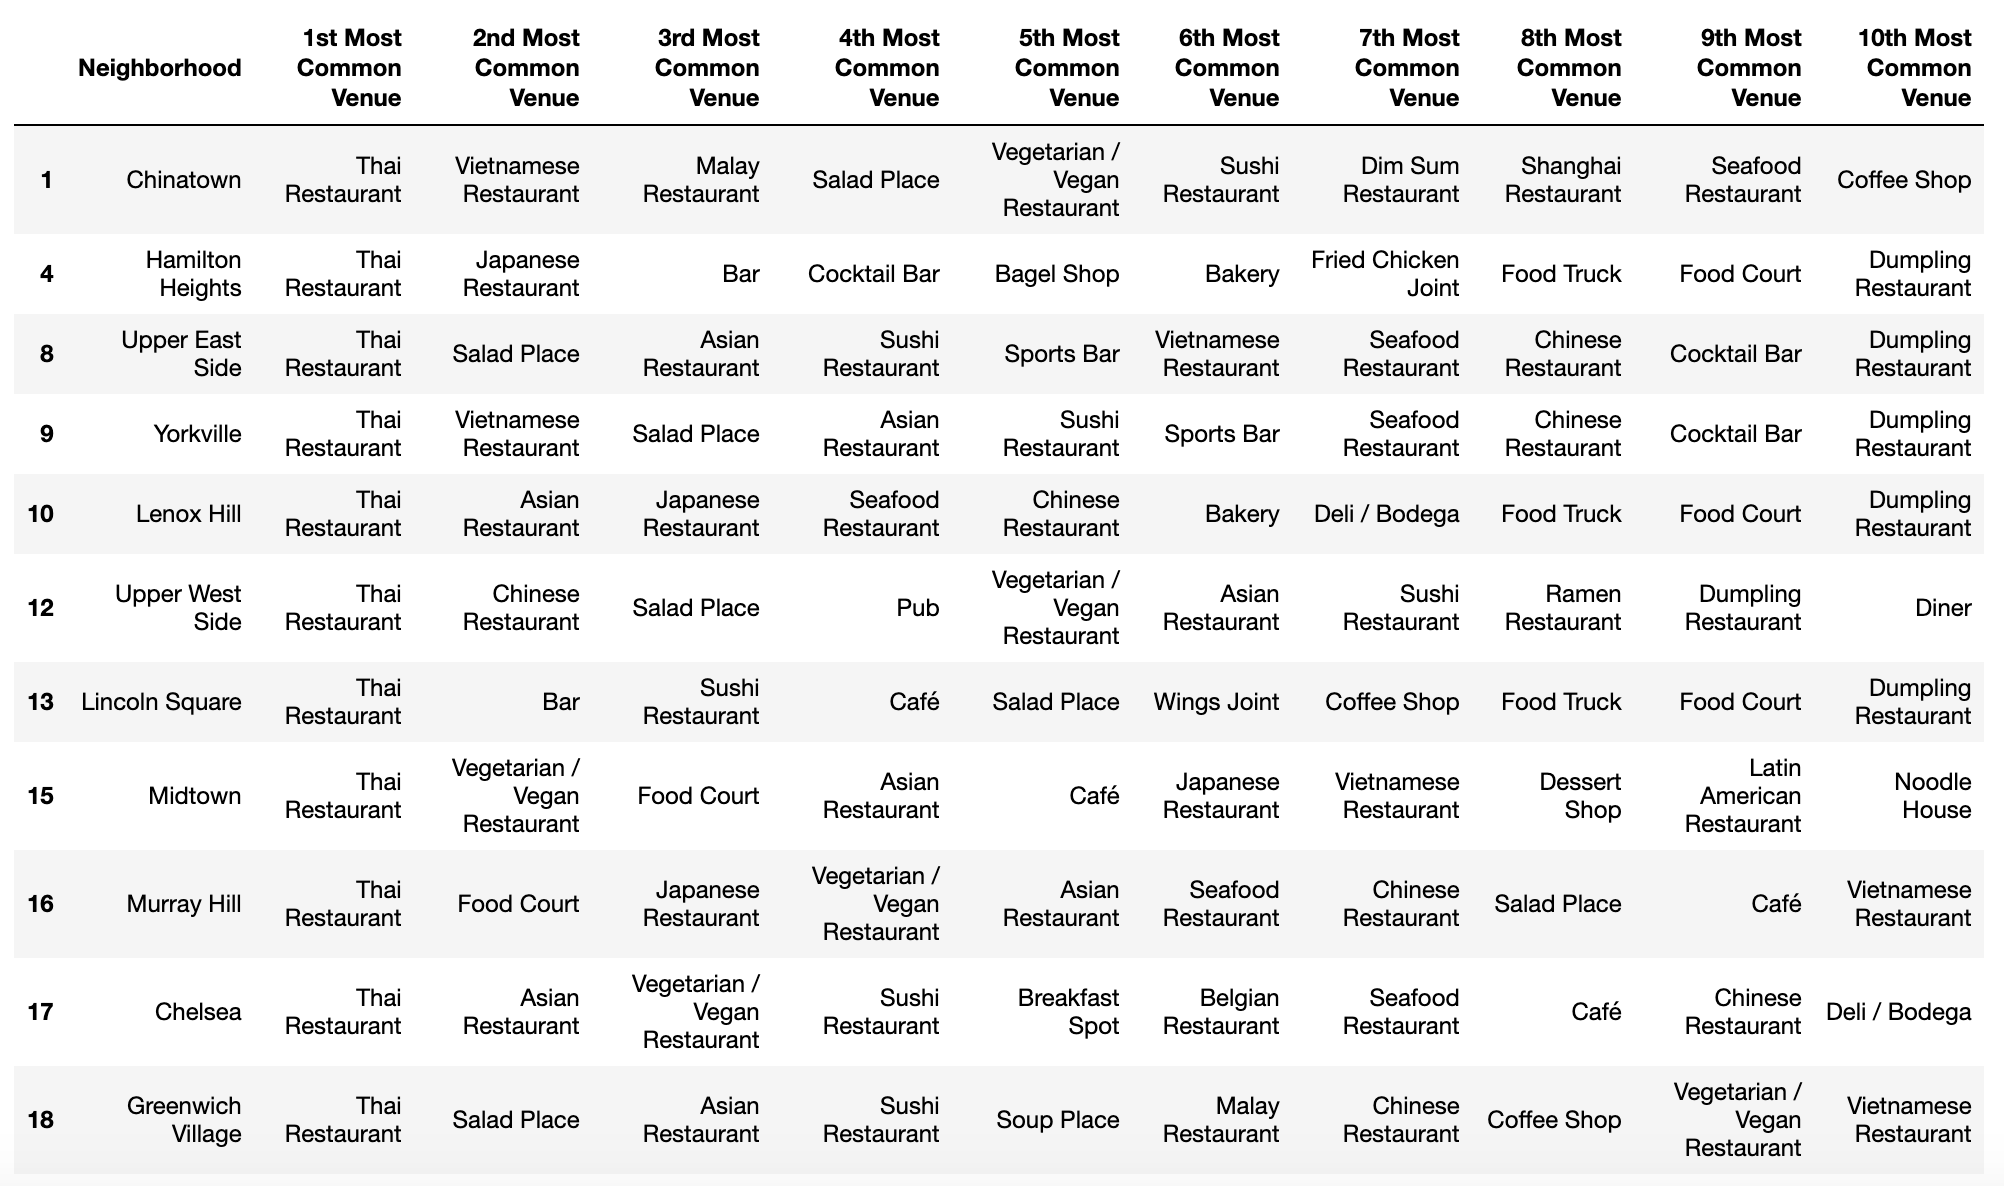 Neighborhood 1st Most Common Venue 2nd Most Common Venue 3rd Most Common Venue 4th Most Common Venue 5th Most Common Venue 6th Most Common Venue 7th Most Common Venue 8th Most Common Venue 9th Most Common Venue 10th Most Common Venue
1 Chinatown Thai Restaurant Vietnamese Restaurant Malay Restaurant Salad Place Vegetarian / Vegan Restaurant Sushi Restaurant Dim Sum Restaurant Shanghai Restaurant Seafood Restaurant Coffee Shop
4 Hamilton Heights Thai Restaurant Japanese Restaurant Bar Cocktail Bar Bagel Shop Bakery Fried Chicken Joint Food Truck Food Court Dumpling Restaurant
8 Upper East Side Thai Restaurant Salad Place Asian Restaurant Sushi Restaurant Sports Bar Vietnamese Restaurant Seafood Restaurant Chinese Restaurant Cocktail Bar Dumpling Restaurant
9 Yorkville Thai Restaurant Vietnamese Restaurant Salad Place Asian Restaurant Sushi Restaurant Sports Bar Seafood Restaurant Chinese Restaurant Cocktail Bar Dumpling Restaurant
10 Lenox Hill Thai Restaurant Asian Restaurant Japanese Restaurant Seafood Restaurant Chinese Restaurant Bakery Deli / Bodega Food Truck Food Court Dumpling Restaurant
12 Upper West Side Thai Restaurant Chinese Restaurant Salad Place Pub Vegetarian / Vegan Restaurant Asian Restaurant Sushi Restaurant Ramen Restaurant Dumpling Restaurant Diner
13 Lincoln Square Thai Restaurant Bar Sushi Restaurant Café Salad Place Wings Joint Coffee Shop Food Truck Food Court Dumpling Restaurant
15 Midtown Thai Restaurant Vegetarian / Vegan Restaurant Food Court Asian Restaurant Café Japanese Restaurant Vietnamese Restaurant Dessert Shop Latin American Restaurant Noodle House
16 Murray Hill Thai Restaurant Food Court Japanese Restaurant Vegetarian / Vegan Restaurant Asian Restaurant Seafood Restaurant Chinese Restaurant Salad Place Café Vietnamese Restaurant
17 Chelsea Thai Restaurant Asian Restaurant Vegetarian / Vegan Restaurant Sushi Restaurant Breakfast Spot Belgian Restaurant Seafood Restaurant Café Chinese Restaurant Deli / Bodega
18 Greenwich Village Thai Restaurant Salad Place Asian Restaurant Sushi Restaurant Soup Place Malay Restaurant Chinese Restaurant Coffee Shop Vegetarian / Vegan Restaurant Vietnamese Restaurant